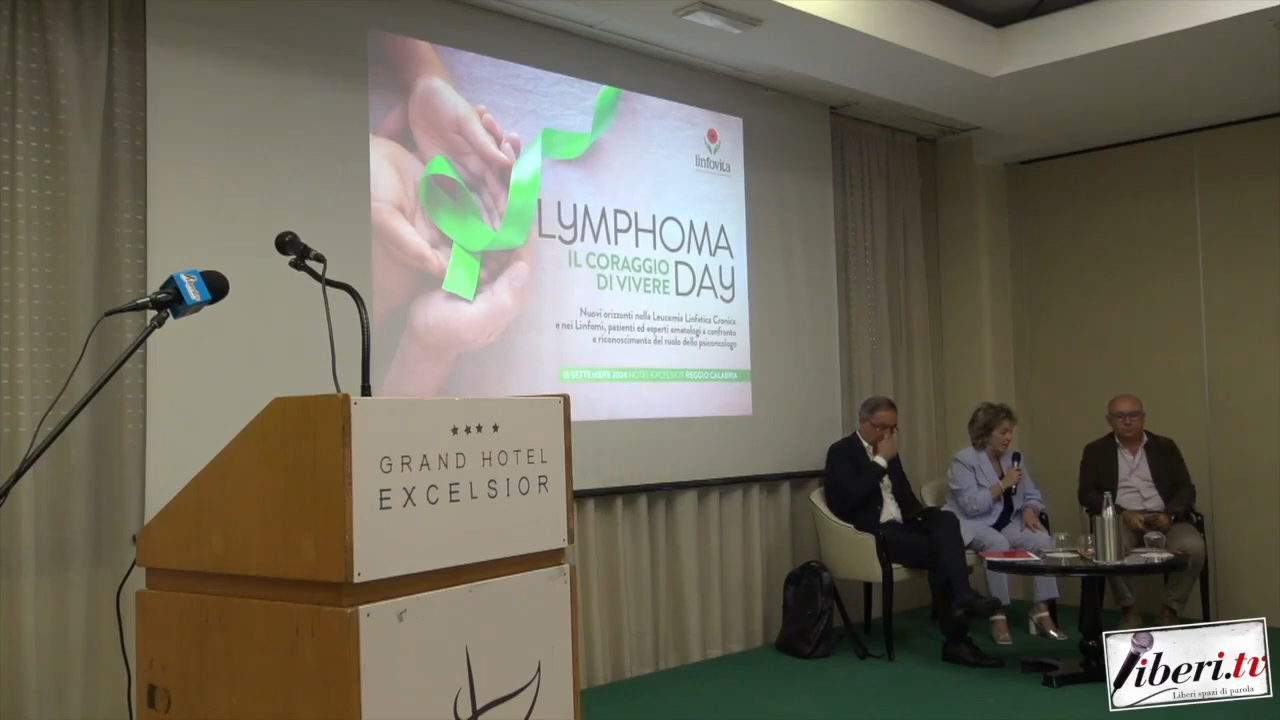 linfovita
LYMPHOMA
IL CORAGGIO
DI VIVERE
DAY
Nuovi orizzonti nella Leucemia Linfatica Cronica
e nei Linfomi, pazienti ed esperti ematologi a confronto
e riconoscimento del ruolo dello psiconcologo
15 SETTEMBRE 2024 HOTEL EXCELSIOR REGGIO CALABRIA
GRAND HOTEL
EXCELSIOR
liberi.tv
Liberi spazi di parola